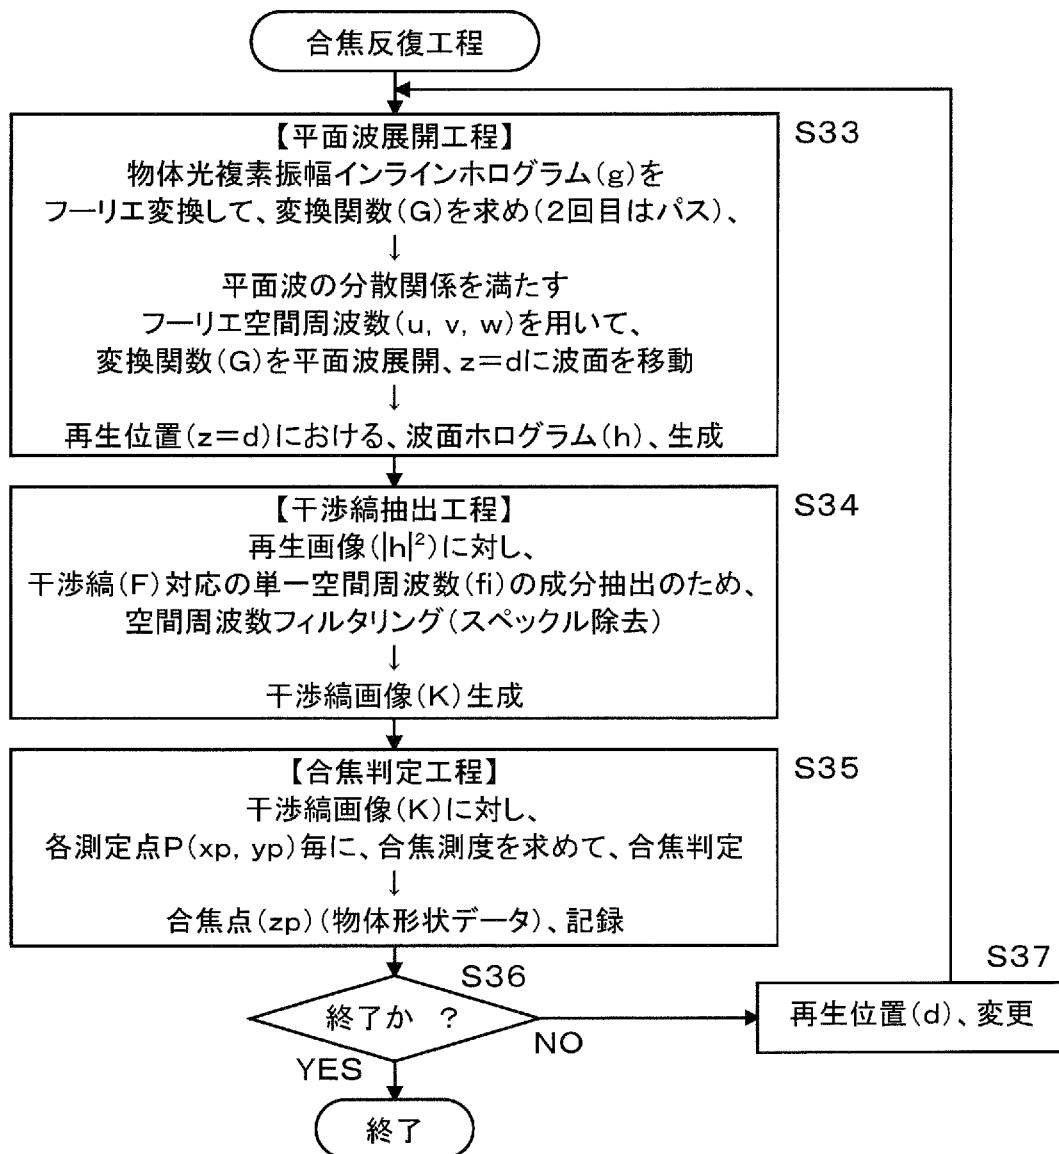 合焦反復工程
S33
【平面波展開工程】
物体光複素振幅インラインホログラム(g)を
フーリエ変換して、変換関数(G)を求め(2回目はパス)、
↓
平面波の分散関係を満たす
フーリエ空間周波数(u, v, w)を用いて、
変換関数(G)を平面波展開、z=dに波面を移動
↓
再生位置(z=d)における、波面ホログラム(h)、生成
S34
【干渉縞抽出工程】
再生画像(|h|²)に対し、
干渉縞(F)対応の単一空間周波数(fi)の成分抽出のため、
空間周波数フィルタリング(スペックル除去)
↓
干渉縞画像(K)生成
S35
【合焦判定工程】
干渉縞画像(K)に対し、
各測定点P(xp, yp)毎に、合焦測度を求めて、合焦判定
↓
合焦点(zp)(物体形状データ)、記録
S36
終了か ?
S37
再生位置(d)、変更
NO
YES
終了